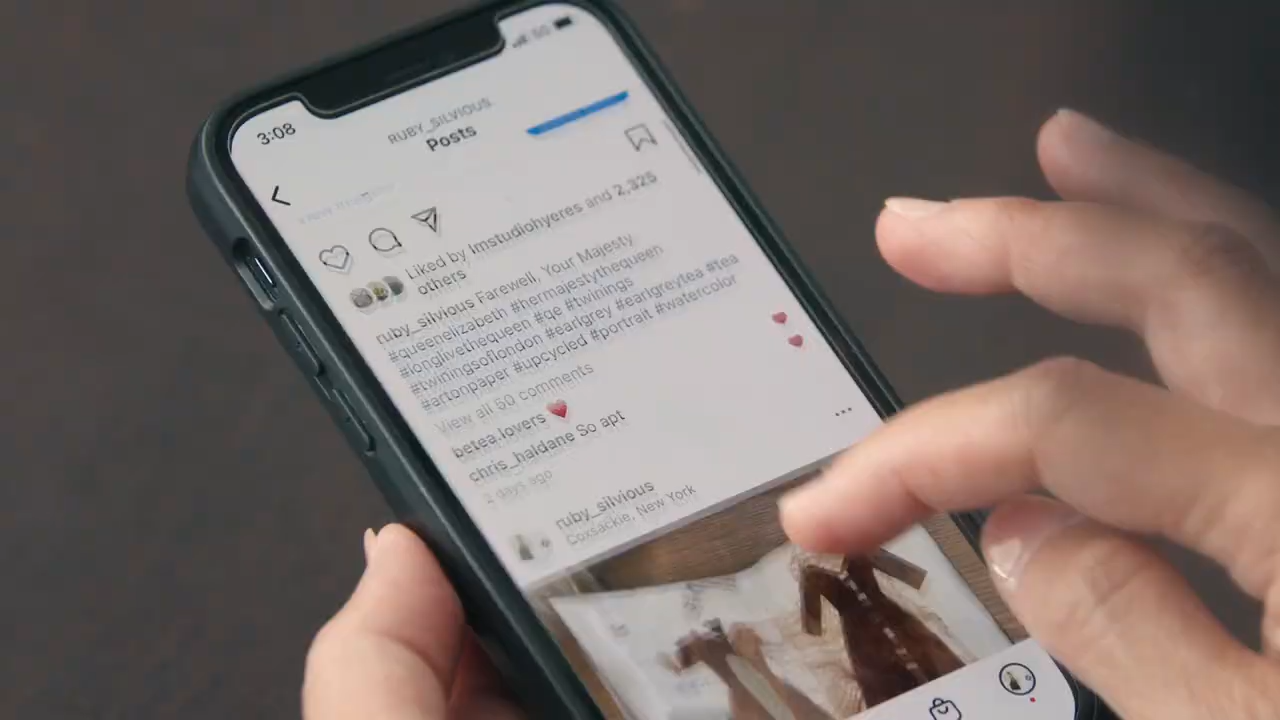 3:08
5G
RUBY_SILVIOUS
Posts
Liked by lmstudiohyeres and 2,325
others
ruby_silvious Farewell, Your Majesty
#queenelizabeth #hermajestythequeen
#longlivethequeen #qe #twinings
#twiningsoflondon #earlgrey #earlgreytea #tea
#artonpaper #upcycled #portrait #watercolor
View all 50 comments
betea.lovers
chris_haldane So apt
2 days ago
ruby_silvious
Coxsackie, New York